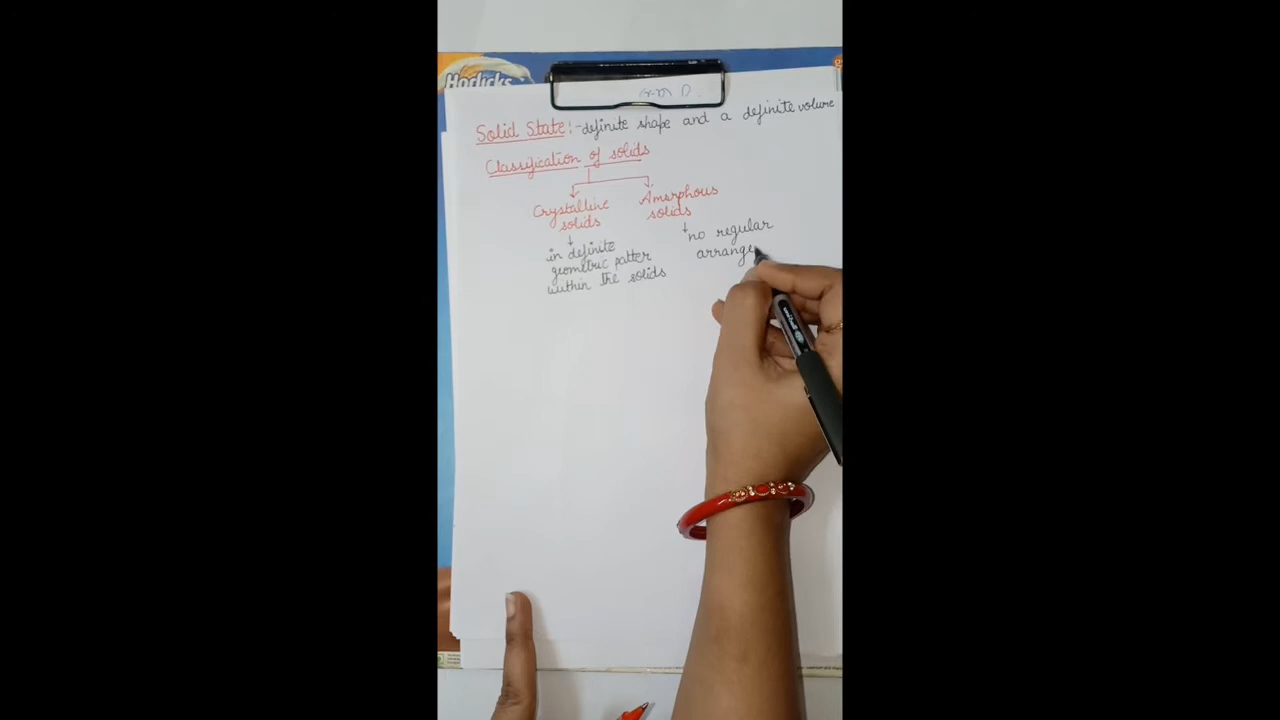 Horlicks
Solid State:- definite shape and a definite volume
Classification of solids
Crystalline
solids
Amorphous
solids
in definite
geometric patter
within the solids
no regular
arrange